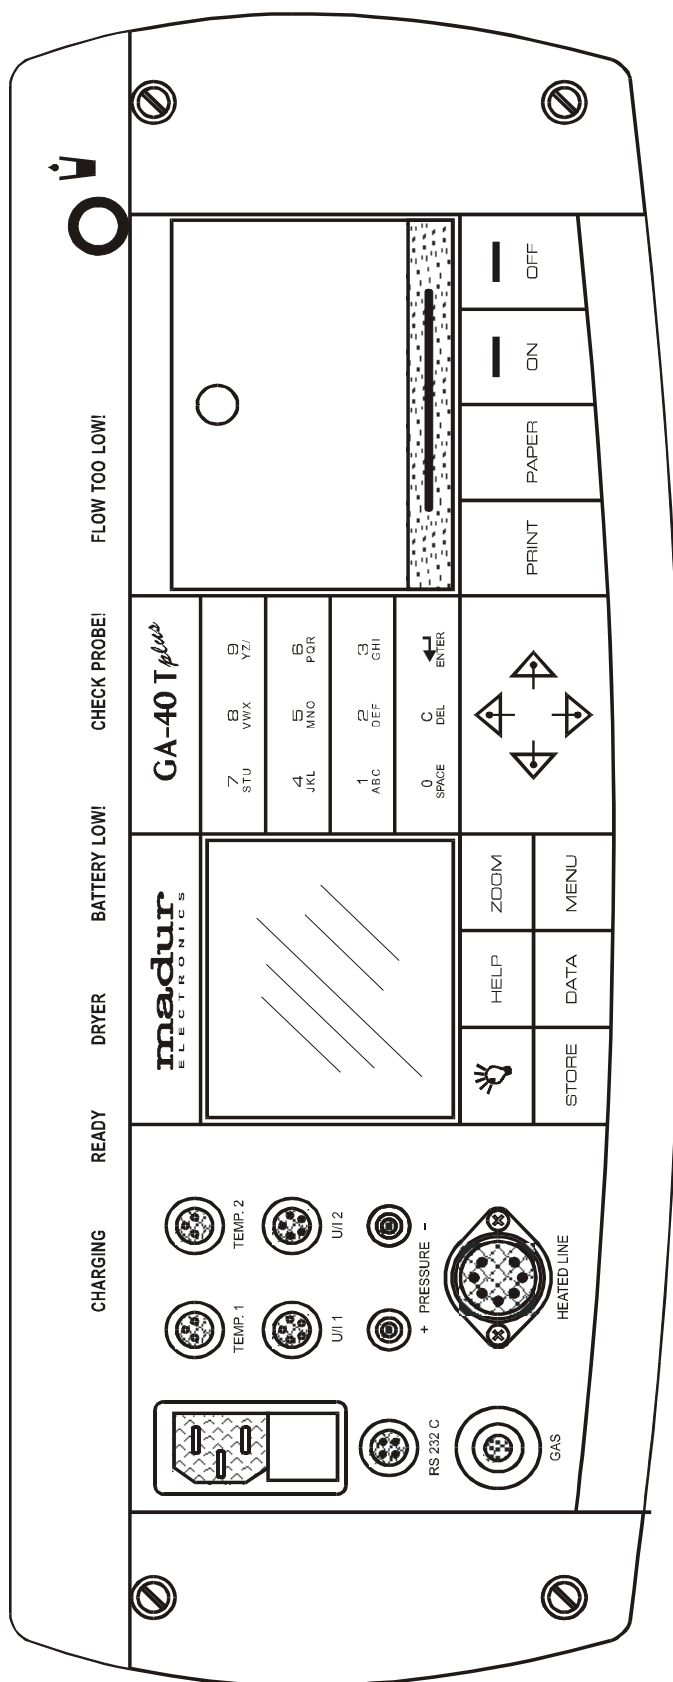 CHARGING
READY
DRYER
BATTERY LOW!
CHECK PROBE!
FLOW TOO LOW!
TEMP. 1
TEMP. 2
U/I 1
U/I 2
+ PRESSURE −
RS 232 C
GAS
HEATED LINE
madur
ELECTRONICS
HELP
ZOOM
STORE
DATA
MENU
GA-40 T plus
7
8
9
STU
VWX
YZ/
4
5
6
JKL
MNO
PQR
1
2
3
ABC
DEF
GHI
0
C
SPACE
DEL
ENTER
PRINT
PAPER
ON
OFF